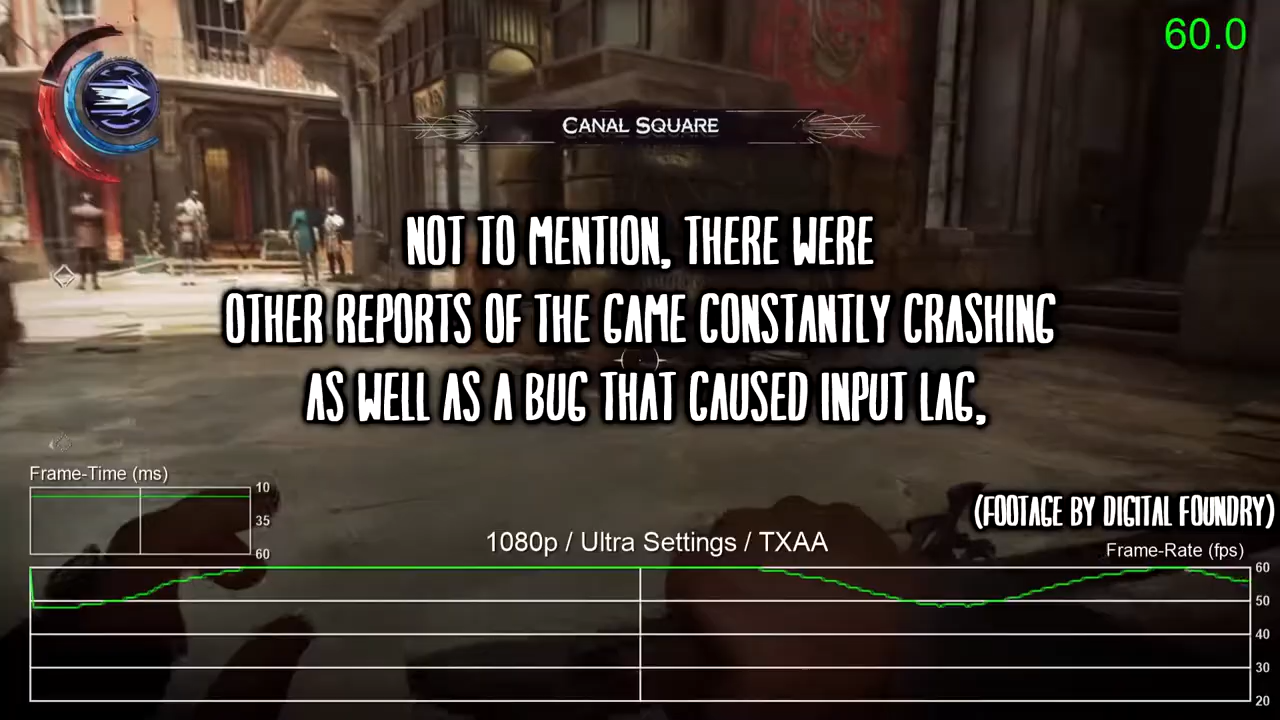 60.0
CANAL SQUARE
NOT TO MENTION, THERE WERE
OTHER REPORTS OF THE GAME CONSTANTLY CRASHING
AS WELL AS A BUG THAT CAUSED INPUT LAG,
Frame-Time (ms)
10
35
60
(FOOTAGE BY DIGITAL FOUNDRY)
1080p / Ultra Settings / TXAA
Frame-Rate (fps)
60
50
40
30
20